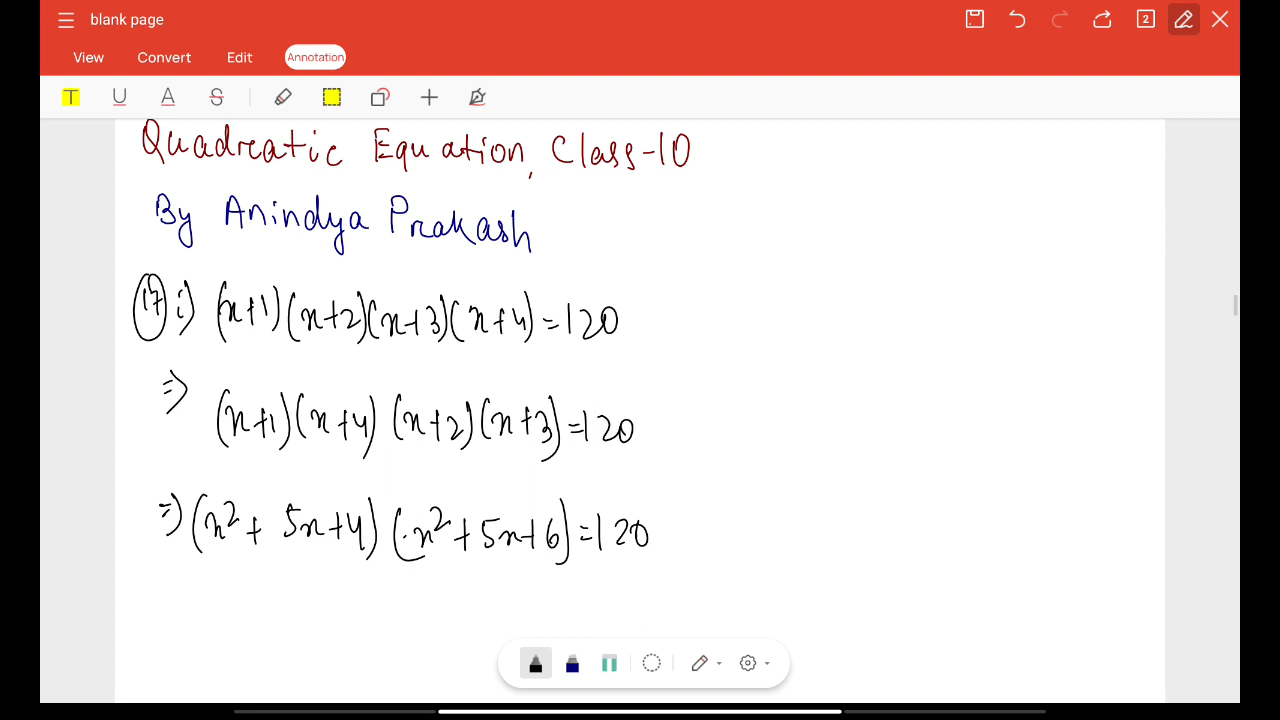 blank page
2
View Convert Edit Annotation
T U A S
Quadreatic Equation, Class-10
By Anindya Prakash
17 i) (x+1)(x+2)(x+3)(x+4)=120
⇒
(x+1)(x+4) (x+2)(x+3)=120
⇒(x²+ 5x+4) (x²+5x+6)=120